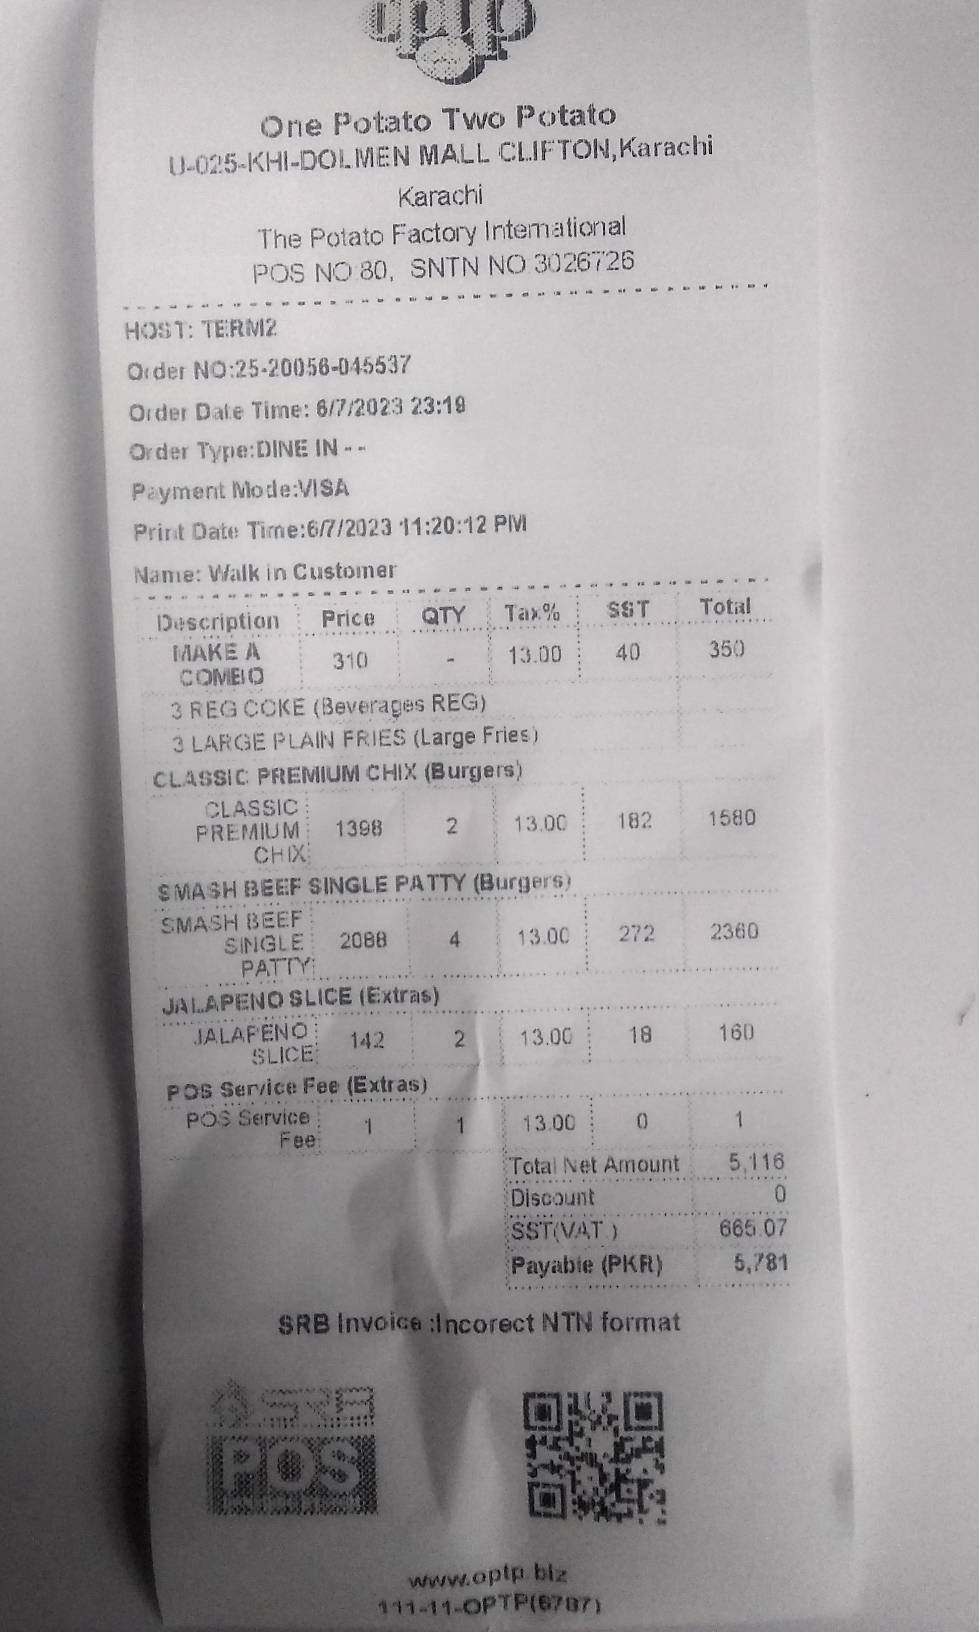 optp
One Potato Two Potato
U-025-KHI-DOLMEN MALL CLIFTON,Karachi
Karachi
The Potato Factory International
POS NO 80, SNTN NO 3026726
HOST: TERM2
Order NO:25-20056-045537
Order Date Time: 6/7/2023 23:19
Order Type:DINE IN - -
Payment Mode:VISA
Print Date Time:6/7/2023 11:20:12 PM
Name: Walk in Customer
Description Price QTY Tax% SST Total
MAKE A COMBO 310 - 13.00 40 350
3 REG COKE (Beverages REG)
3 LARGE PLAIN FRIES (Large Fries)
CLASSIC PREMIUM CHIX (Burgers)
CLASSIC PREMIUM CHIX 1398 2 13.00 182 1580
SMASH BEEF SINGLE PATTY (Burgers)
SMASH BEEF SINGLE PATTY 2088 4 13.00 272 2360
JALAPENO SLICE (Extras)
JALAPENO SLICE 142 2 13.00 18 160
POS Service Fee (Extras)
POS Service Fee 1 1 13.00 0 1
Total Net Amount 5,116
Discount 0
SST(VAT ) 665.07
Payable (PKR) 5,781
SRB Invoice :Incorect NTN format
POS
www.optp.biz
111-11-OPTP(6787)